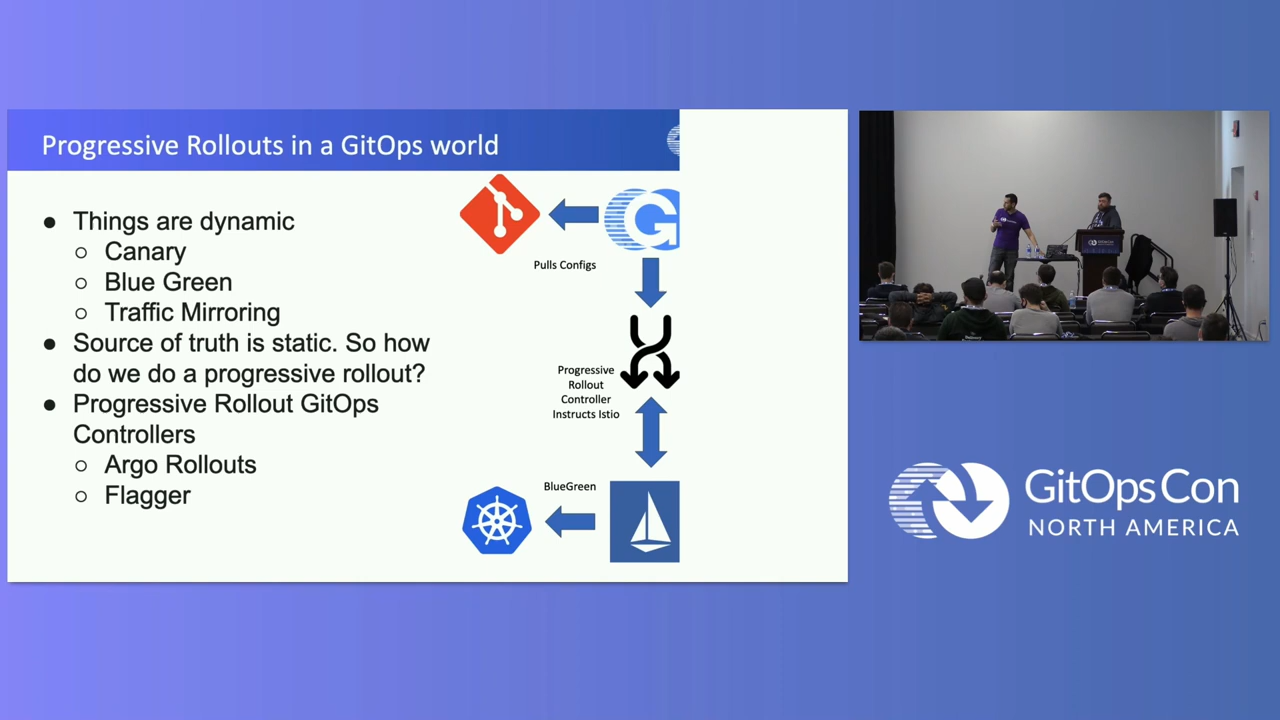 Progressive Rollouts in a GitOps world
● Things are dynamic
○ Canary
○ Blue Green
○ Traffic Mirroring
● Source of truth is static. So how
do we do a progressive rollout?
● Progressive Rollout GitOps
Controllers
○ Argo Rollouts
○ Flagger
Pulls Configs
Progressive
Rollout
Controller
Instructs Istio
BlueGreen
GitOpsCon
NORTH AMERICA